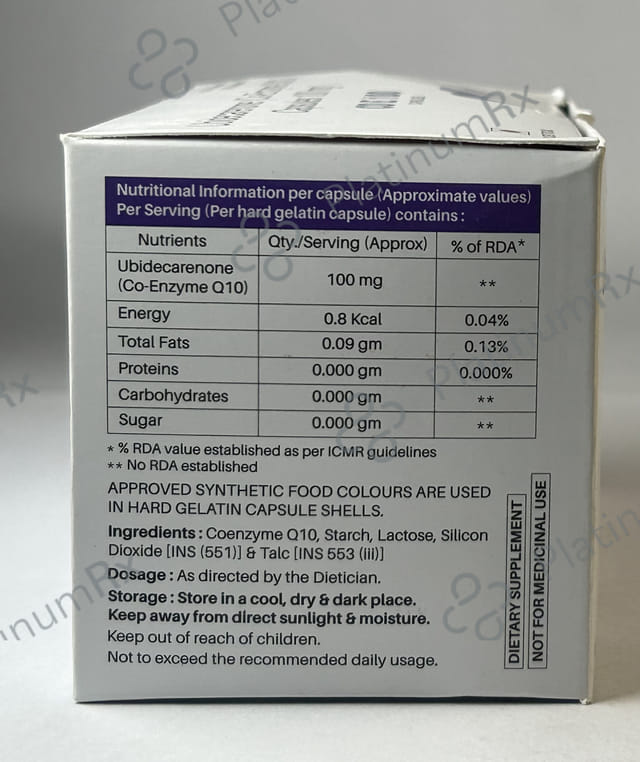 Nutritional Information per capsule (Approximate values)
Per Serving (Per hard gelatin capsule) contains :
Nutrients Qty./Serving (Approx) % of RDA*
Ubidecarenone
(Co-Enzyme Q10) 100 mg **
Energy 0.8 Kcal 0.04%
Total Fats 0.09 gm 0.13%
Proteins 0.000 gm 0.000%
Carbohydrates 0.000 gm **
Sugar 0.000 gm **
* % RDA value established as per ICMR guidelines
** No RDA established
APPROVED SYNTHETIC FOOD COLOURS ARE USED
IN HARD GELATIN CAPSULE SHELLS.
Ingredients : Coenzyme Q10, Starch, Lactose, Silicon
Dioxide [INS (551)] & Talc [INS 553 (iii)]
Dosage : As directed by the Dietician.
Storage : Store in a cool, dry & dark place.
Keep away from direct sunlight & moisture.
Keep out of reach of children.
Not to exceed the recommended daily usage.
DIETARY SUPPLEMENT
NOT FOR MEDICINAL USE
PlatinumRx
PlatinumRx